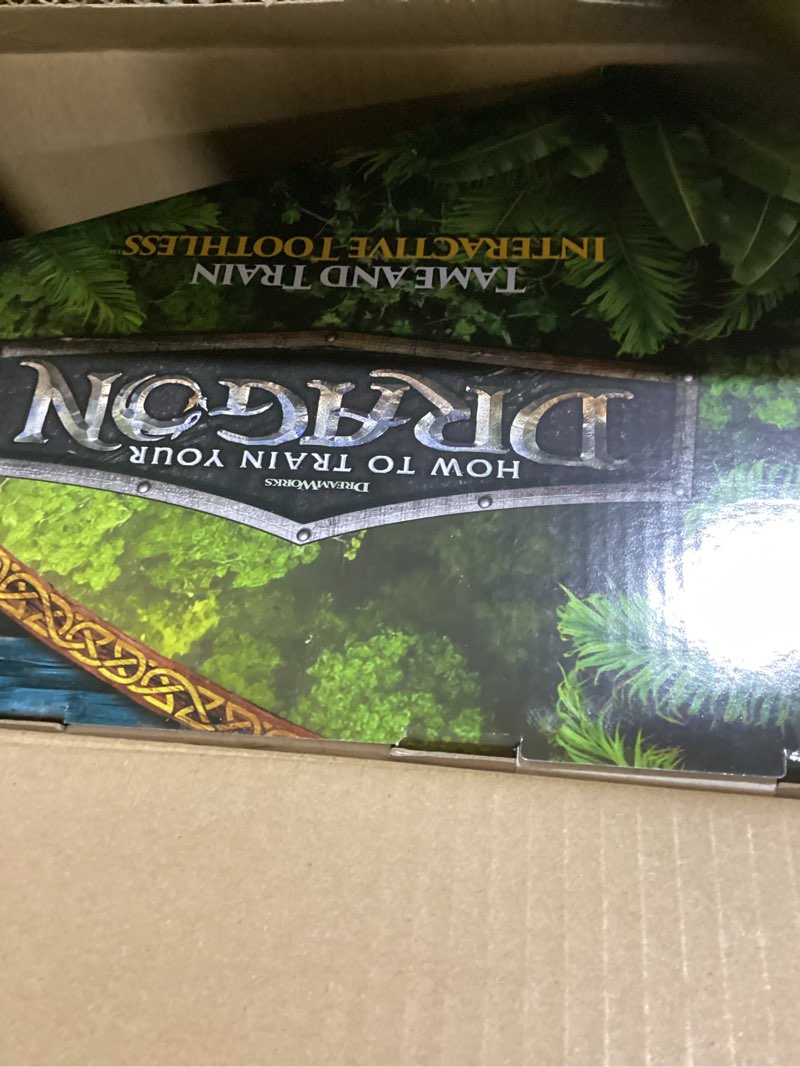 DREAMWORKS
HOW TO TRAIN YOUR
DRAGON
TAME AND TRAIN
INTERACTIVE TOOTHLESS